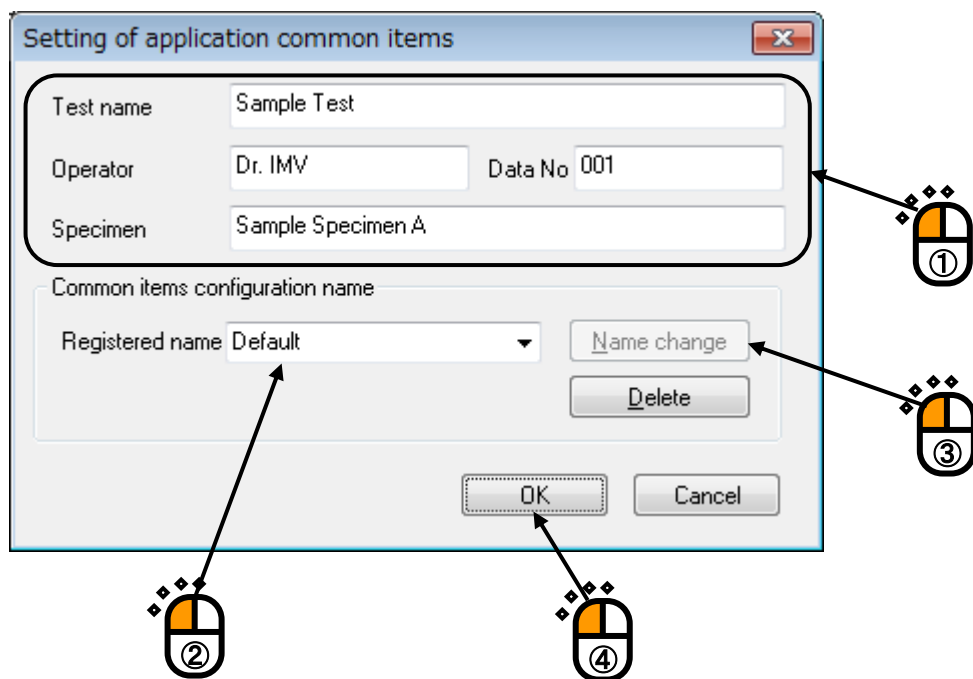 Setting of application common items
Test name Sample Test
Operator Dr. IMV Data No 001
Specimen Sample Specimen A
①
Common items configuration name
Registered name Default Name change
Delete
③
OK Cancel
②
④